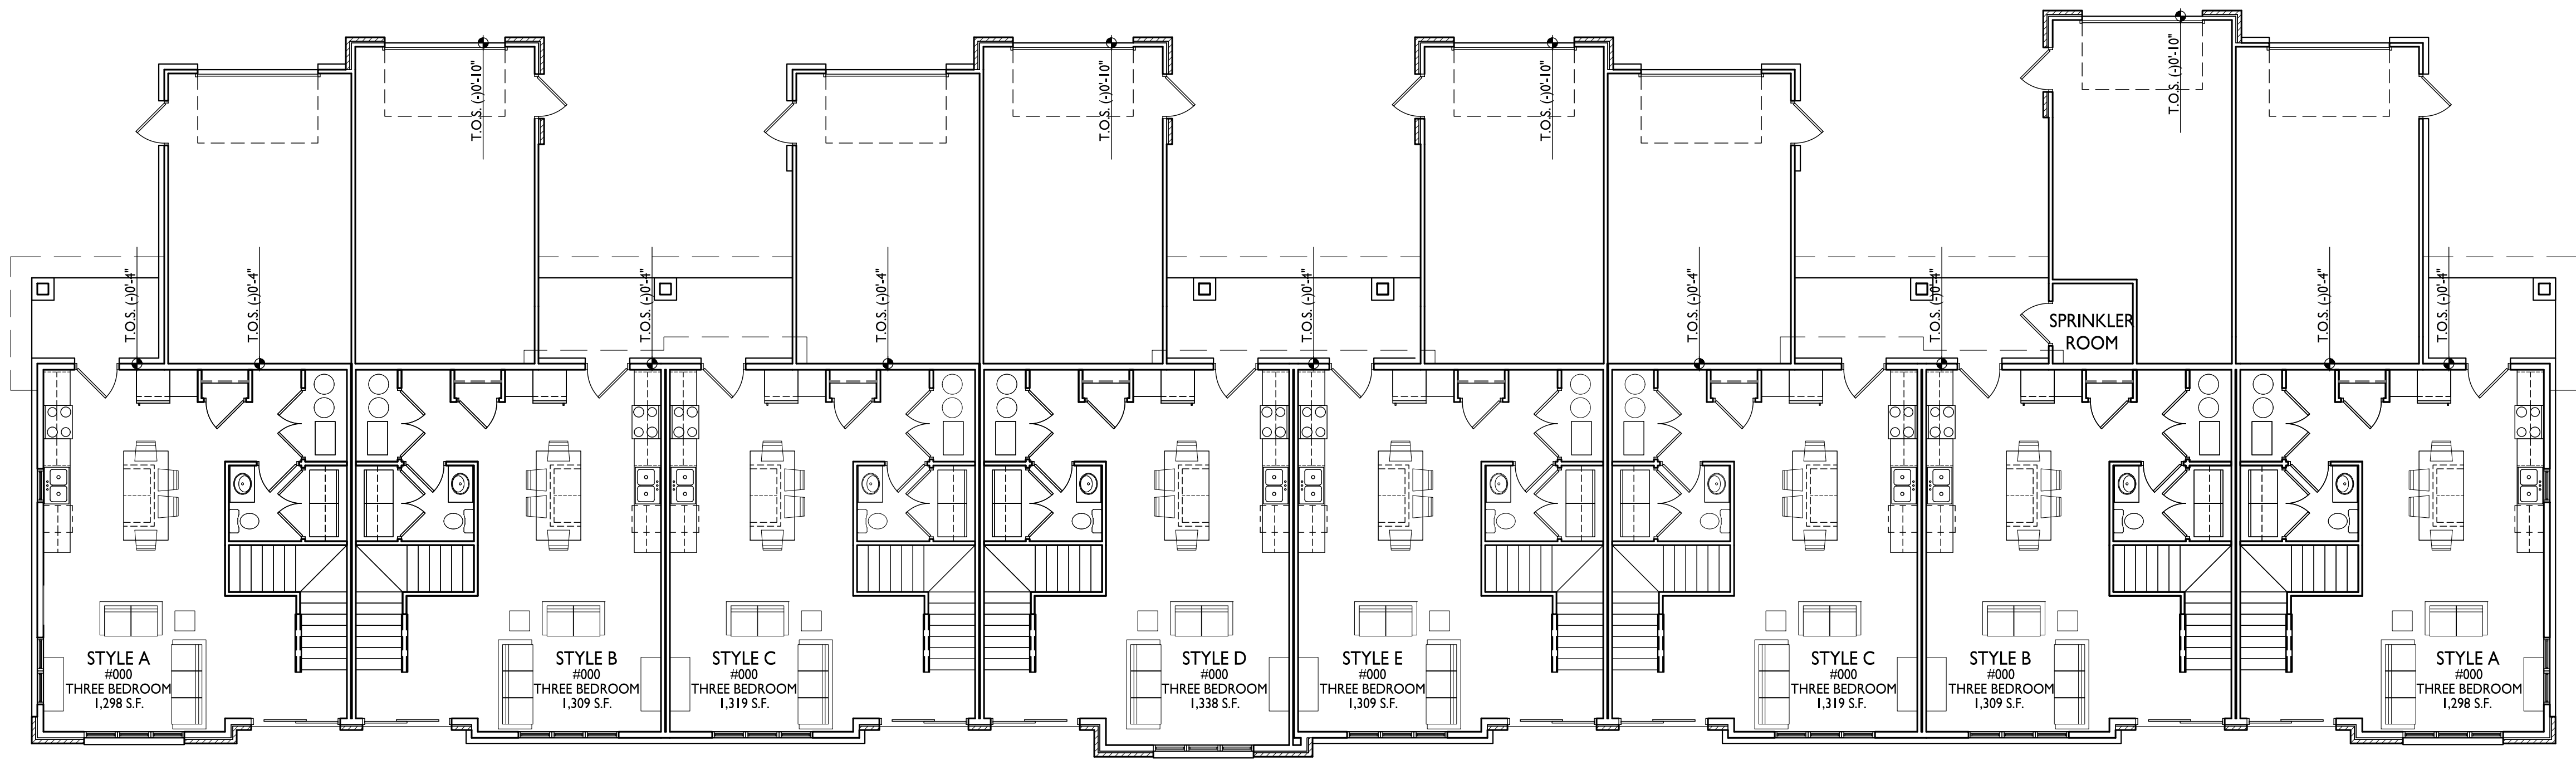 T.O.S. (-)0'-10"
T.O.S. (-)0'-10"
T.O.S. (-)0'-10"
T.O.S. (-)0'-10"
T.O.S. (-)0'-4"
T.O.S. (-)0'-4"
T.O.S. (-)0'-4"
T.O.S. (-)0'-4"
T.O.S. (-)0'-4"
T.O.S. (-)0'-4"
T.O.S. (-)0'-4"
T.O.S. (-)0'-4"
T.O.S. (-)0'-4"
SPRINKLER
ROOM
STYLE A
#000
THREE BEDROOM
1,298 S.F.
STYLE B
#000
THREE BEDROOM
1,309 S.F.
STYLE C
#000
THREE BEDROOM
1,319 S.F.
STYLE D
#000
THREE BEDROOM
1,338 S.F.
STYLE E
#000
THREE BEDROOM
1,309 S.F.
STYLE C
#000
THREE BEDROOM
1,319 S.F.
STYLE B
#000
THREE BEDROOM
1,309 S.F.
STYLE A
#000
THREE BEDROOM
1,298 S.F.